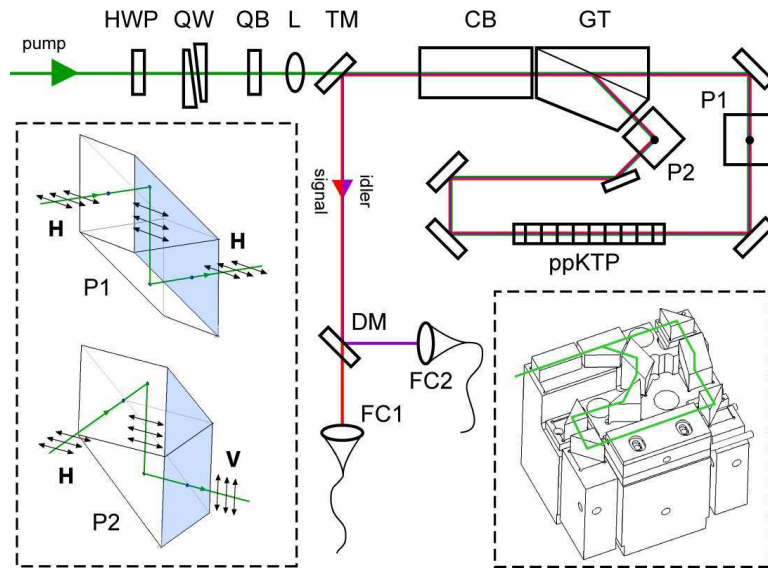 HWP QW QB L TM CB GT
pump
P1
P2
signal
idler
ppKTP
H
H
P1
DM
FC2
FC1
H
V
P2